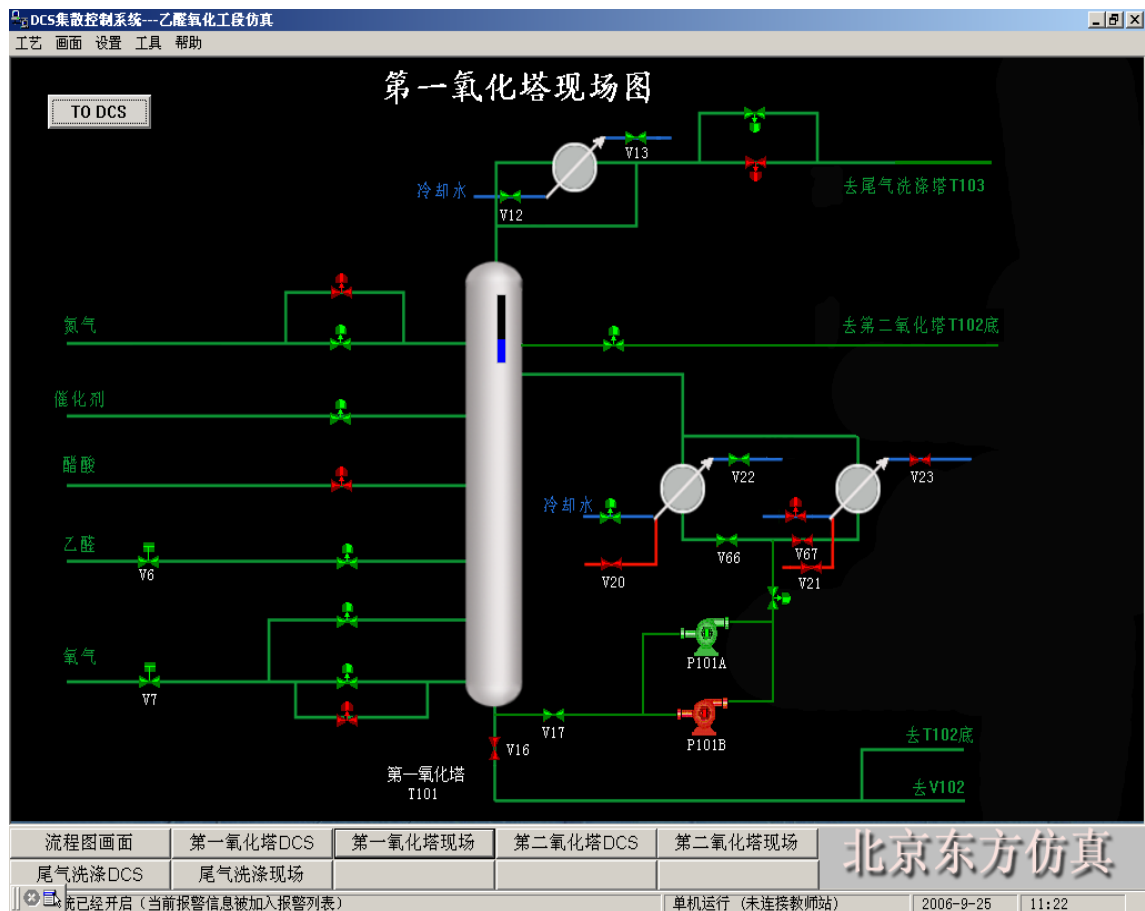 DCS集散控制系统---乙醛氧化工段仿真
工艺 画面 设置 工具 帮助
第一氧化塔现场图
TO DCS
V13
去尾气洗涤塔T103
冷却水
V12
氮气
去第二氧化塔T102底
催化剂
醋酸
V22
V23
冷却水
乙醛
V6
V66
V67
V20
V21
氧气
P101A
V7
V17
P101B
V16
去T102底
第一氧化塔
T101
去V102
流程图画面 第一氧化塔DCS 第一氧化塔现场 第二氧化塔DCS 第二氧化塔现场
北京东方仿真
尾气洗涤DCS 尾气洗涤现场
统已经开启(当前报警信息被加入报警列表) 单机运行 (未连接教师站) 2006-9-25 11:22